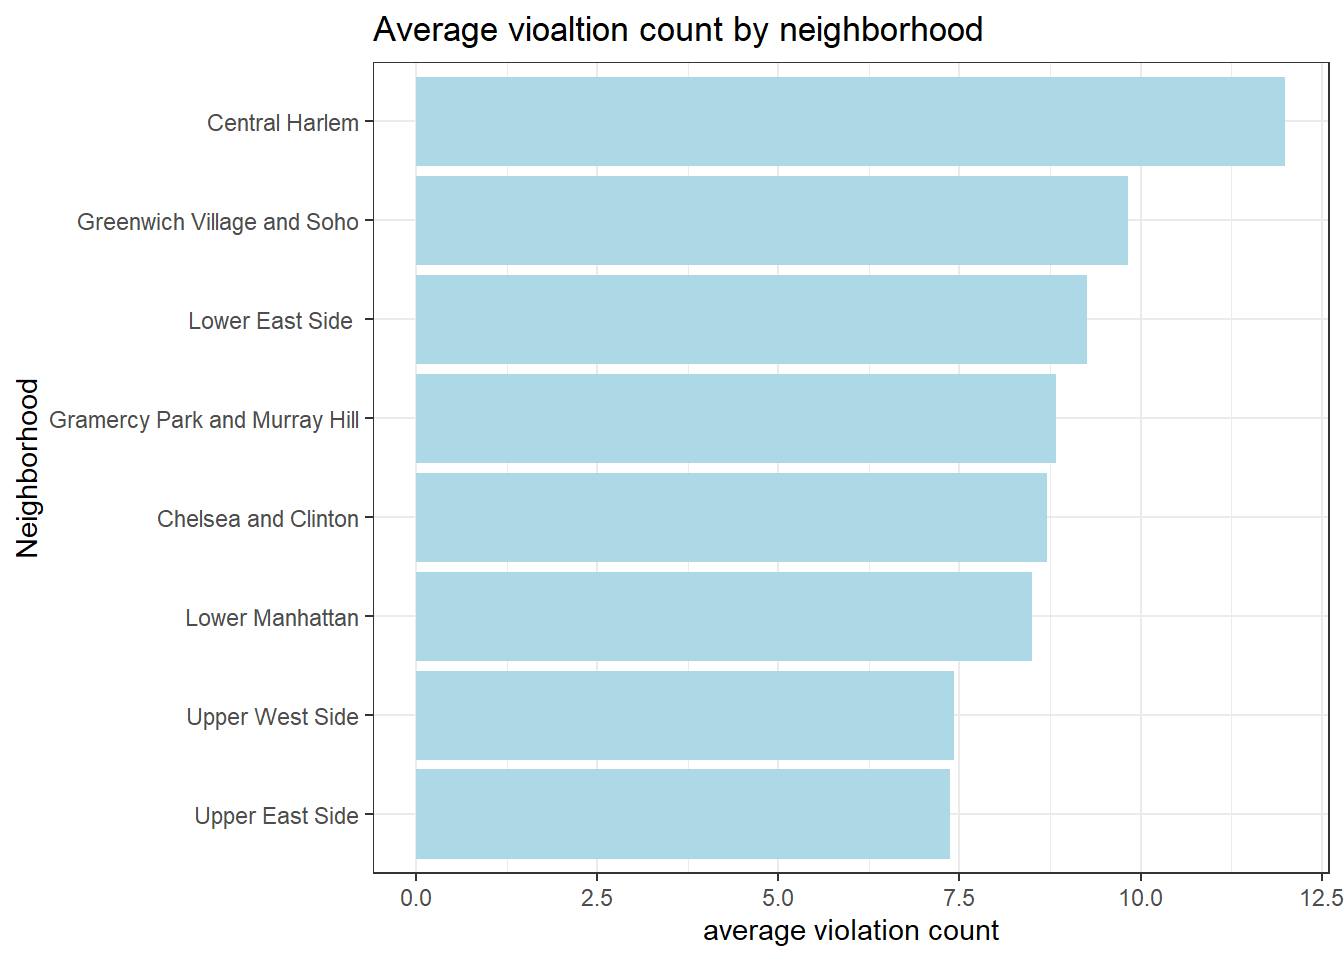 Average vioaltion count by neighborhood
Central Harlem
Greenwich Village and Soho
Lower East Side
Gramercy Park and Murray Hill
Chelsea and Clinton
Lower Manhattan
Upper West Side
Upper East Side
Neighborhood
0.0 2.5 5.0 7.5 10.0 12.5
average violation count